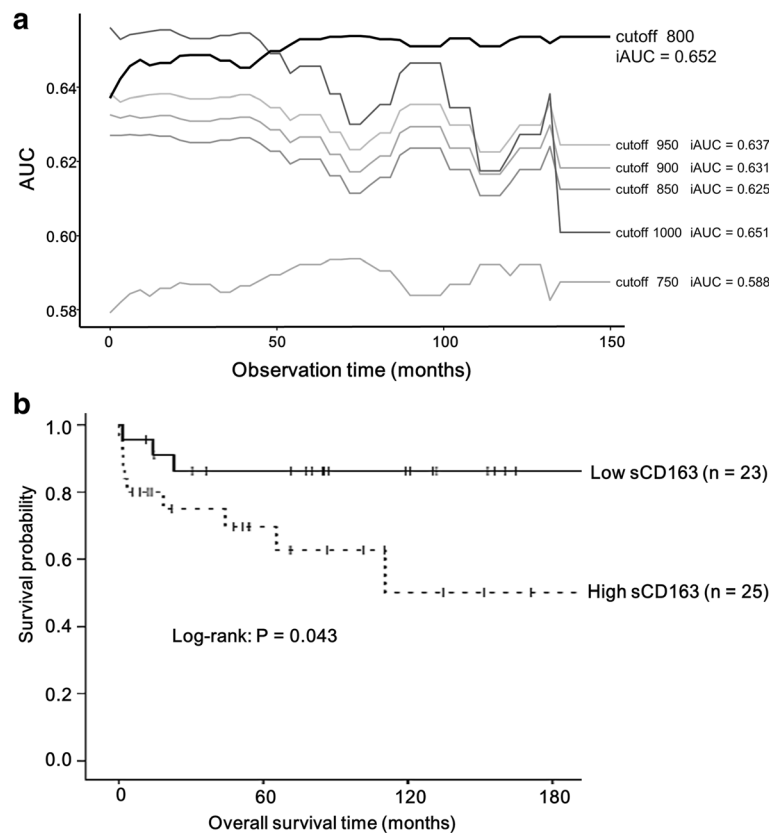 a
AUC
0.64
0.62
0.60
0.58
cutoff 800
iAUC = 0.652
cutoff 950 iAUC = 0.637
cutoff 900 iAUC = 0.631
cutoff 850 iAUC = 0.625
cutoff 1000 iAUC = 0.651
cutoff 750 iAUC = 0.588
0 50 100 150
Observation time (months)
b
Survival probability
1.0
0.8
0.6
0.4
0.2
0.0
Low sCD163 (n = 23)
High sCD163 (n = 25)
Log-rank: P = 0.043
0 60 120 180
Overall survival time (months)